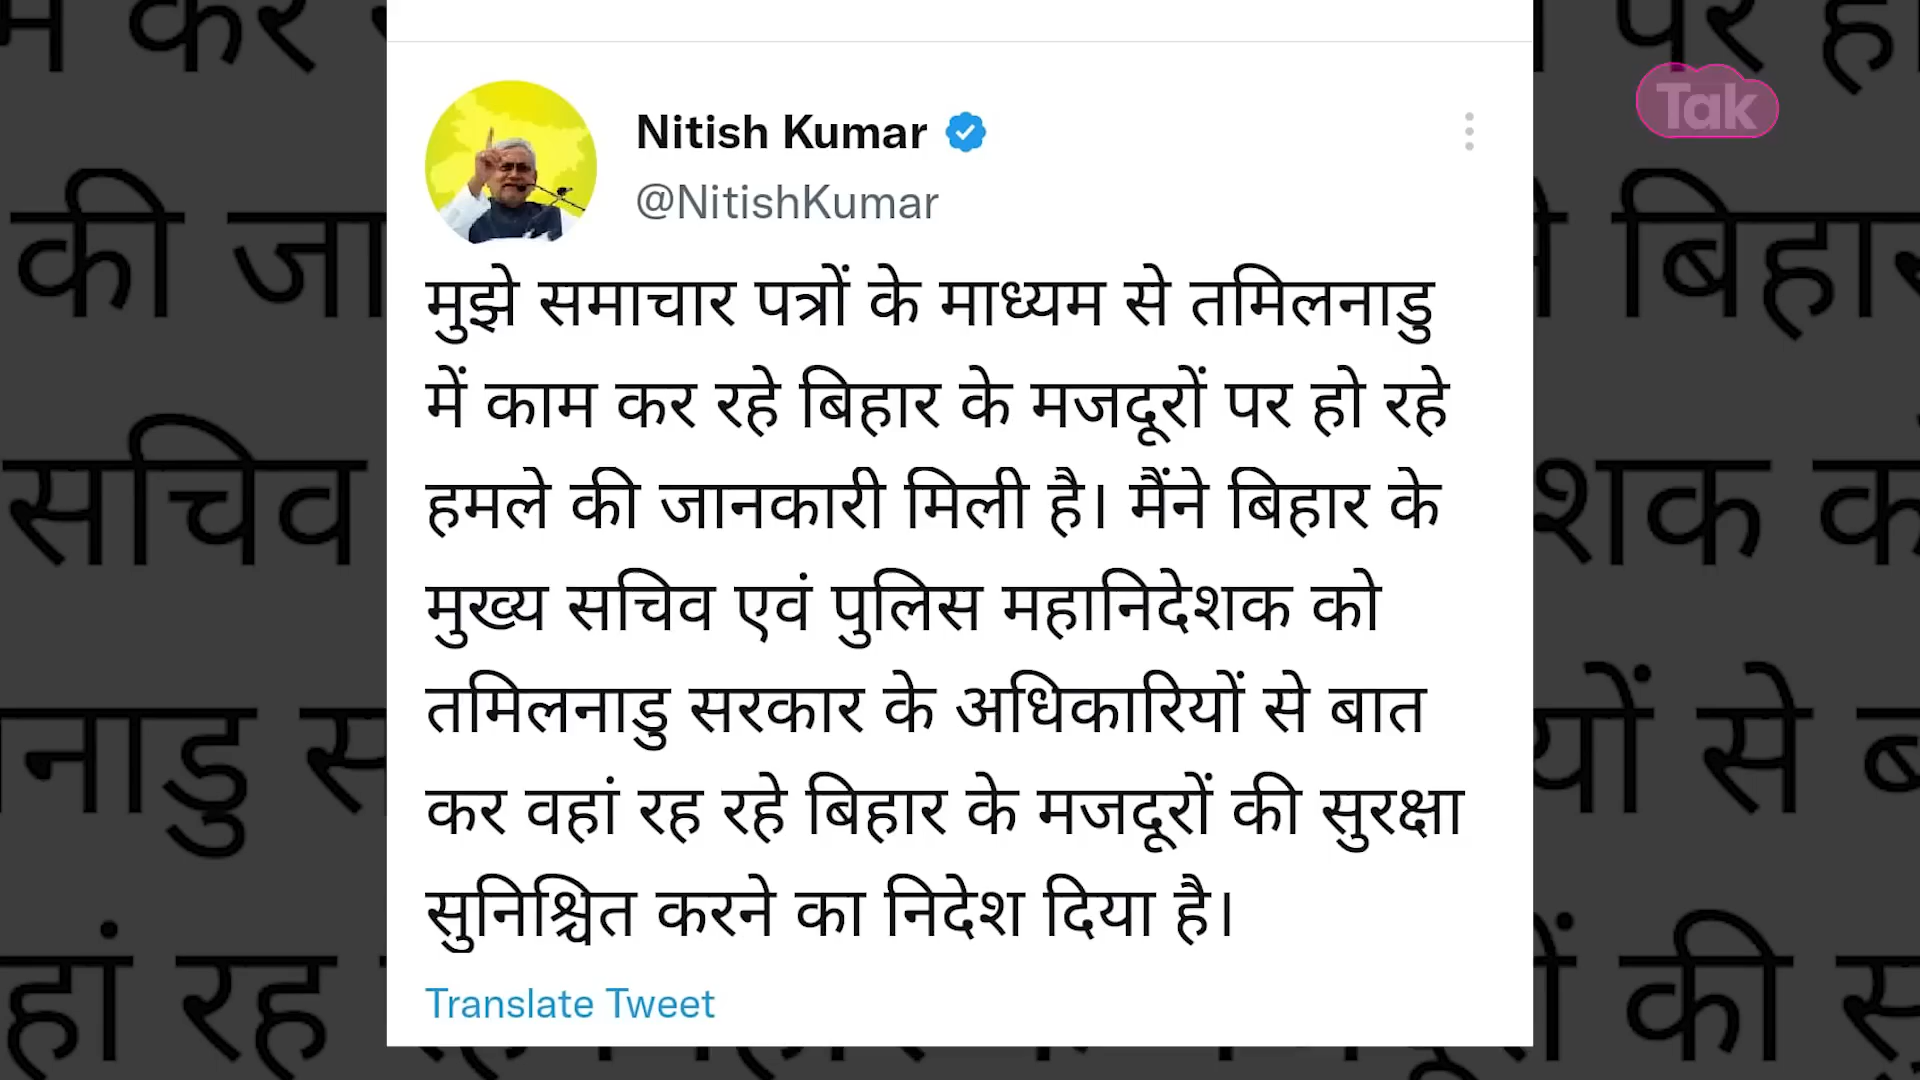 Tak
Nitish Kumar
@NitishKumar
मुझे समाचार पत्रों के माध्यम से तमिलनाडु
में काम कर रहे बिहार के मजदूरों पर हो रहे
हमले की जानकारी मिली है। मैंने बिहार के
मुख्य सचिव एवं पुलिस महानिदेशक को
तमिलनाडु सरकार के अधिकारियों से बात
कर वहां रह रहे बिहार के मजदूरों की सुरक्षा
सुनिश्चित करने का निदेश दिया है।
Translate Tweet